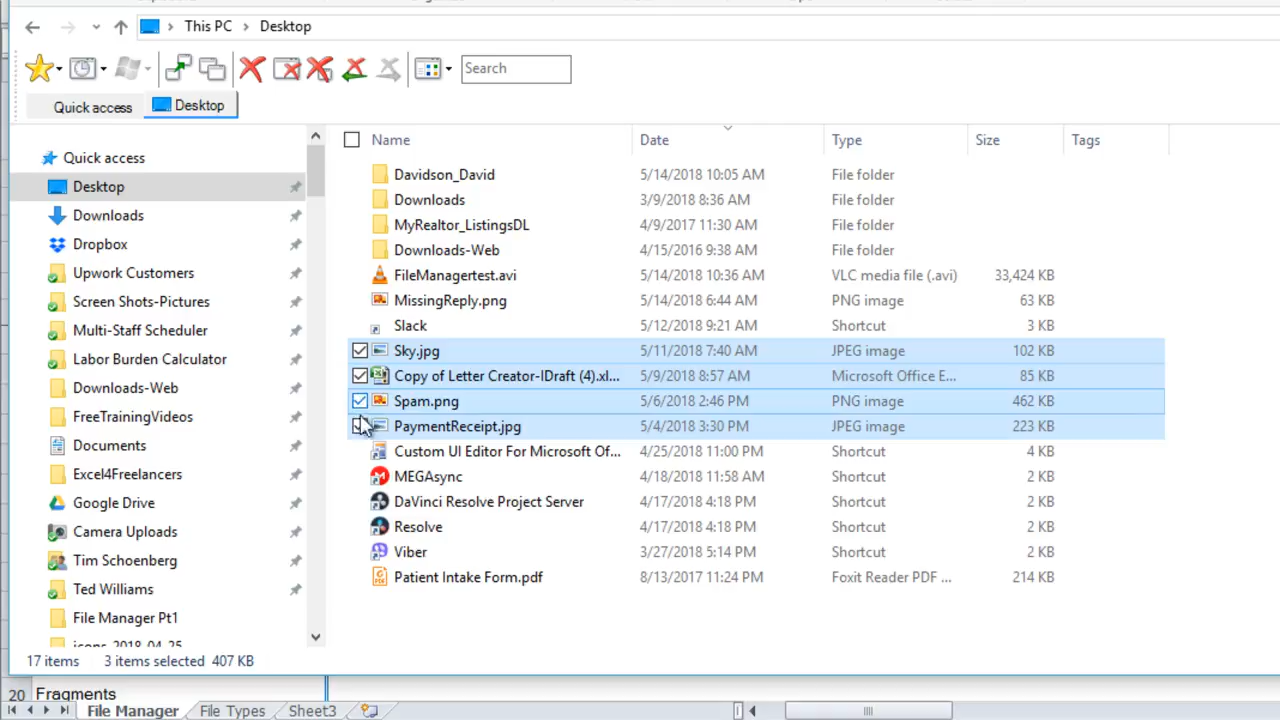 This PC > Desktop
Search
Quick access
Desktop
Name Date Type Size Tags
Quick access
Desktop
Downloads
Dropbox
Upwork Customers
Screen Shots-Pictures
Multi-Staff Scheduler
Labor Burden Calculator
Downloads-Web
FreeTrainingVideos
Documents
Excel4Freelancers
Google Drive
Camera Uploads
Tim Schoenberg
Ted Williams
File Manager Pt1
icons_2018_04_25
Davidson_David 5/14/2018 10:05 AM File folder
Downloads 3/9/2018 8:36 AM File folder
MyRealtor_ListingsDL 4/9/2017 11:30 AM File folder
Downloads-Web 4/15/2016 9:38 AM File folder
FileManagertest.avi 5/14/2018 10:36 AM VLC media file (.avi) 33,424 KB
MissingReply.png 5/14/2018 6:44 AM PNG image 63 KB
Slack 5/12/2018 9:21 AM Shortcut 3 KB
Sky.jpg 5/11/2018 7:40 AM JPEG image 102 KB
Copy of Letter Creator-IDraft (4).xl... 5/9/2018 8:57 AM Microsoft Office E... 85 KB
Spam.png 5/6/2018 2:46 PM PNG image 462 KB
PaymentReceipt.jpg 5/4/2018 3:30 PM JPEG image 223 KB
Custom UI Editor For Microsoft Of... 4/25/2018 11:00 PM Shortcut 4 KB
MEGAsync 4/18/2018 11:58 AM Shortcut 2 KB
DaVinci Resolve Project Server 4/17/2018 4:18 PM Shortcut 2 KB
Resolve 4/17/2018 4:18 PM Shortcut 2 KB
Viber 3/27/2018 5:14 PM Shortcut 2 KB
Patient Intake Form.pdf 8/13/2017 11:24 PM Foxit Reader PDF ... 214 KB
17 items 3 items selected 407 KB
20 Fragments
File Manager File Types Sheet3